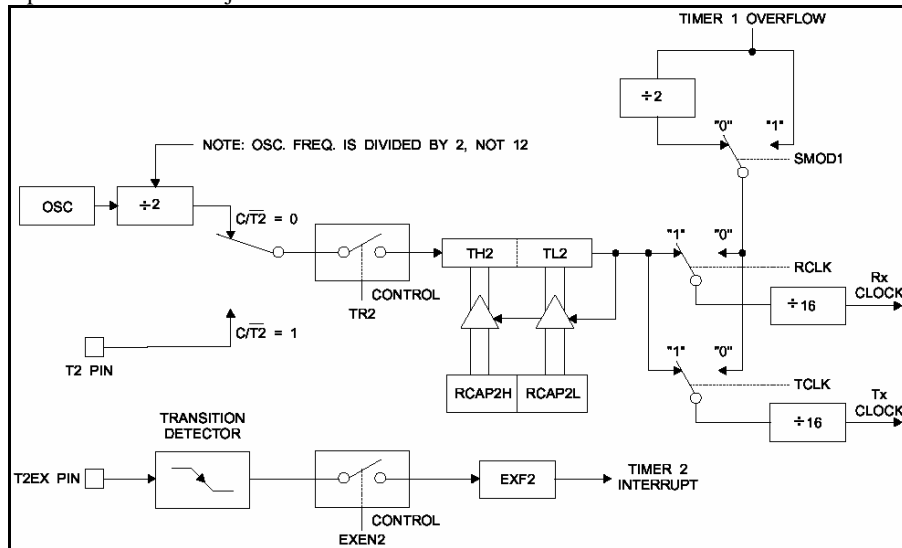 TIMER 1 OVERFLOW
÷2
"0" "1"
NOTE: OSC. FREQ. IS DIVIDED BY 2, NOT 12
SMOD1
OSC
÷2
C/T̅2̅ = 0
TH2 TL2
"1" "0"
RCLK
Rx
CLOCK
CONTROL
TR2
÷16
C/T̅2̅ = 1
"1" "0"
T2 PIN
RCAP2H RCAP2L
TCLK
Tx
CLOCK
TRANSITION
DETECTOR
÷16
T2EX PIN
EXF2
TIMER 2
INTERRUPT
CONTROL
EXEN2